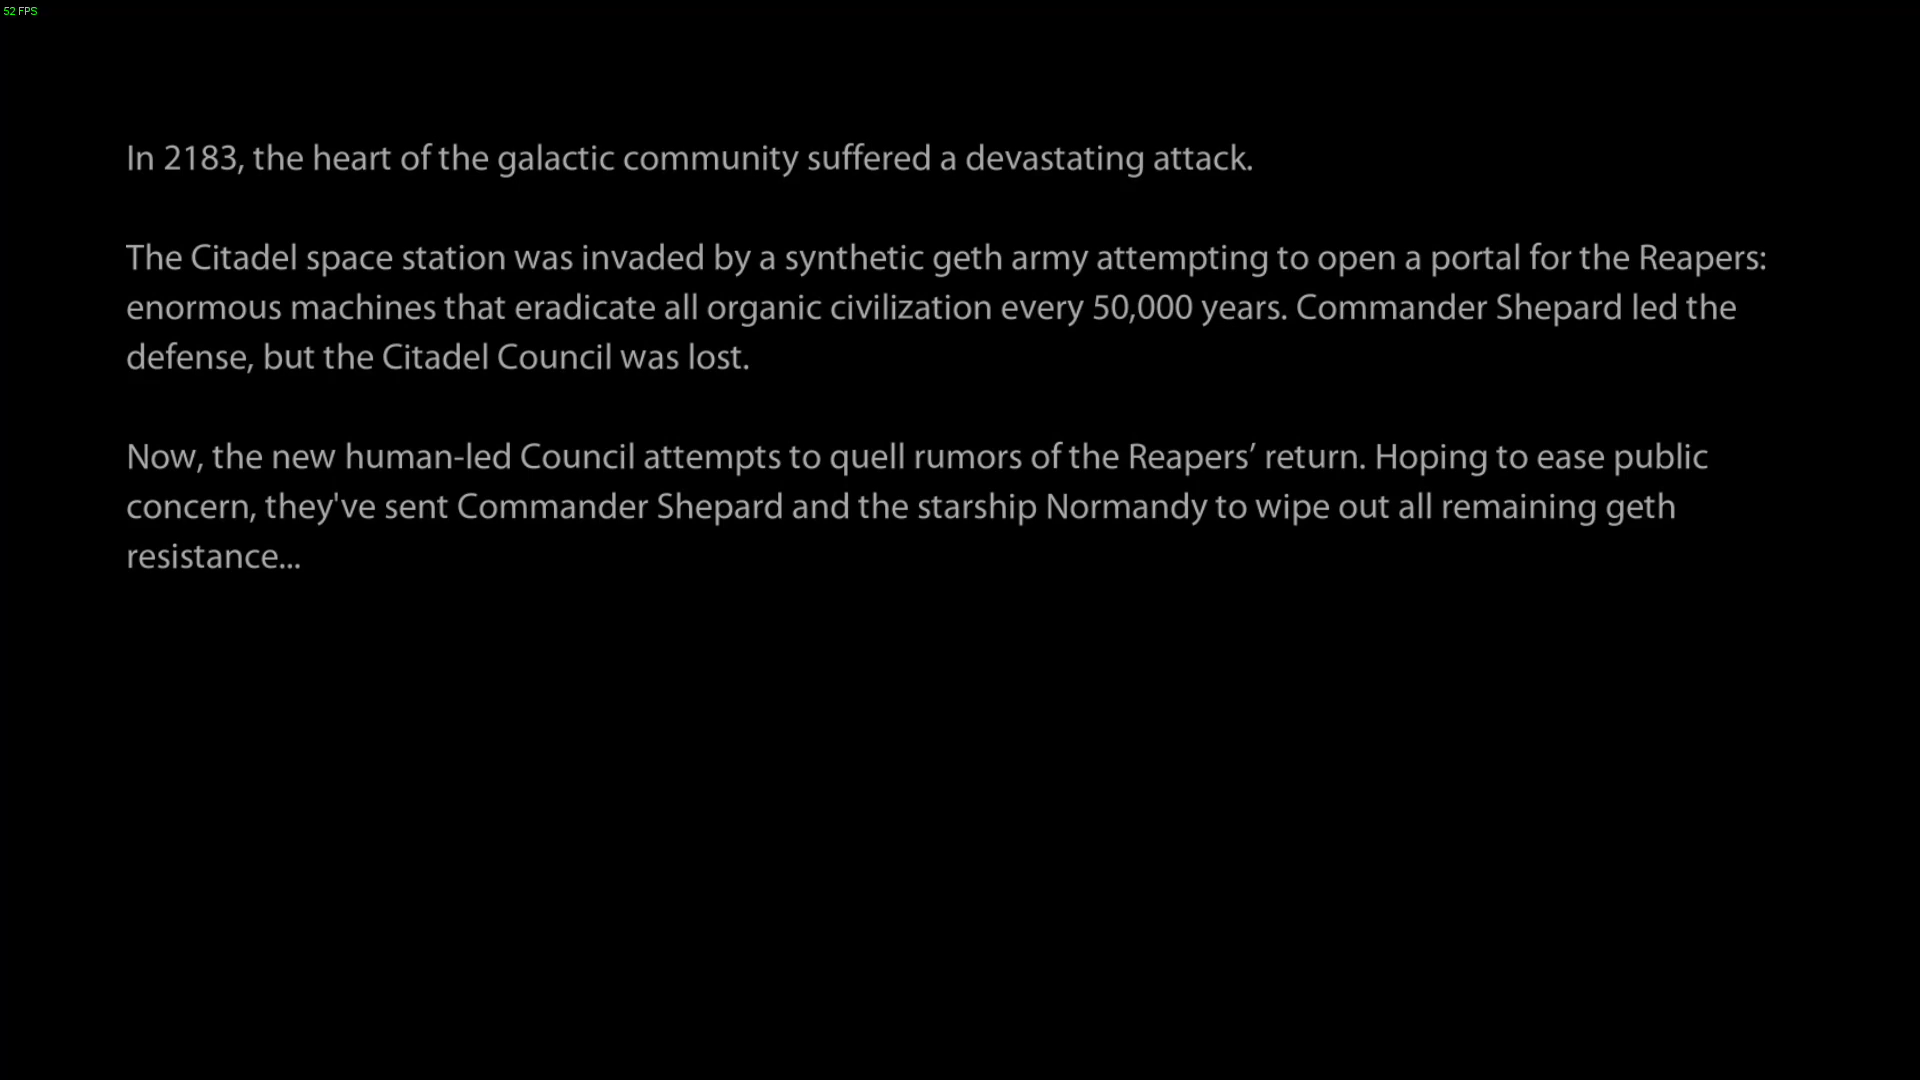 52 FPS
In 2183, the heart of the galactic community suffered a devastating attack.
The Citadel space station was invaded by a synthetic geth army attempting to open a portal for the Reapers:
enormous machines that eradicate all organic civilization every 50,000 years. Commander Shepard led the
defense, but the Citadel Council was lost.
Now, the new human-led Council attempts to quell rumors of the Reapers’ return. Hoping to ease public
concern, they've sent Commander Shepard and the starship Normandy to wipe out all remaining geth
resistance...